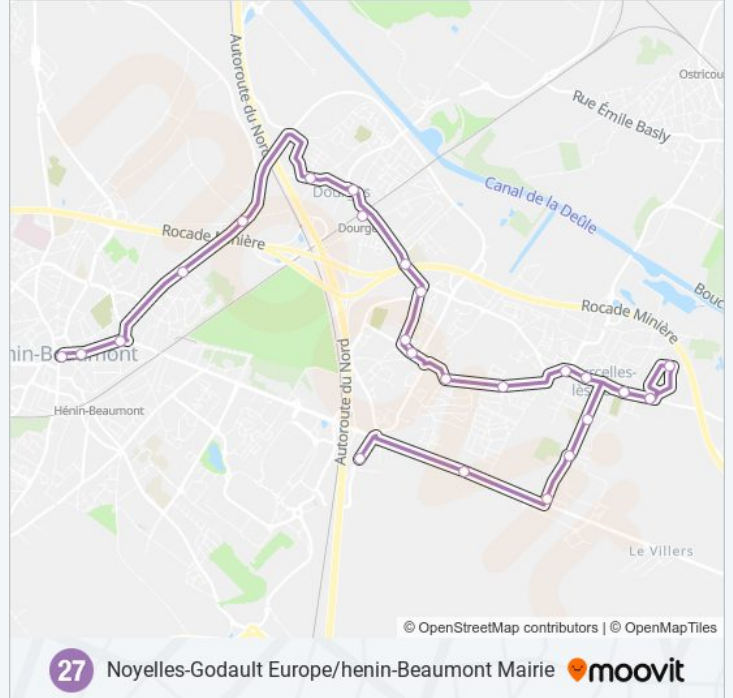 Ostricou
Rue Émile Basly
Autoroute du Nord
Canal de la Deûle
Dourges
Dourge
Rocade Minière
Bouc
Rocade Minière
nin-Beaumont
Autoroute du Nord
rcelles-
lès
Hénin-Beaumont
Le Villers
© OpenStreetMap contributors | © OpenMapTiles
27 Noyelles-Godault Europe/henin-Beaumont Mairie moovit